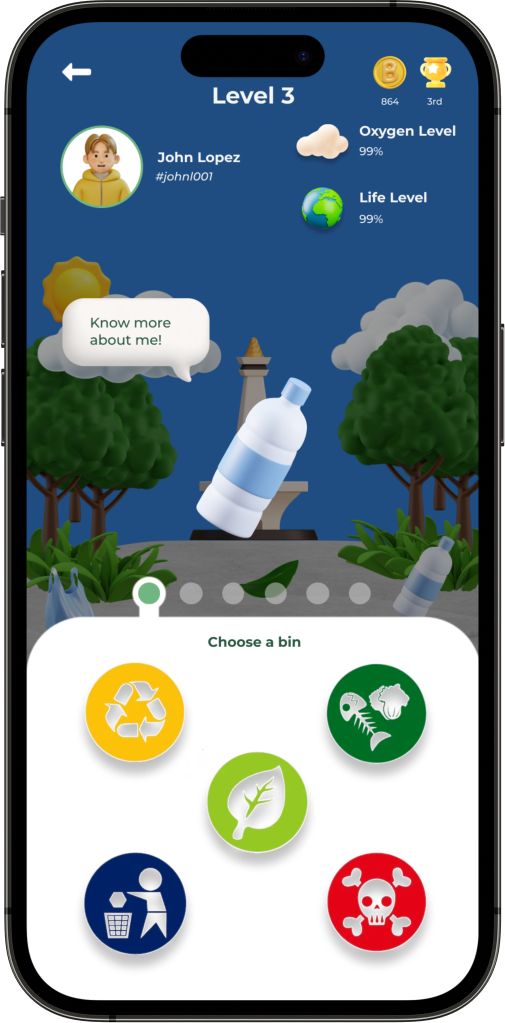 Level 3
864
3rd
John Lopez
#johnl001
Oxygen Level
99%
Life Level
99%
Know more
about me!
Choose a bin